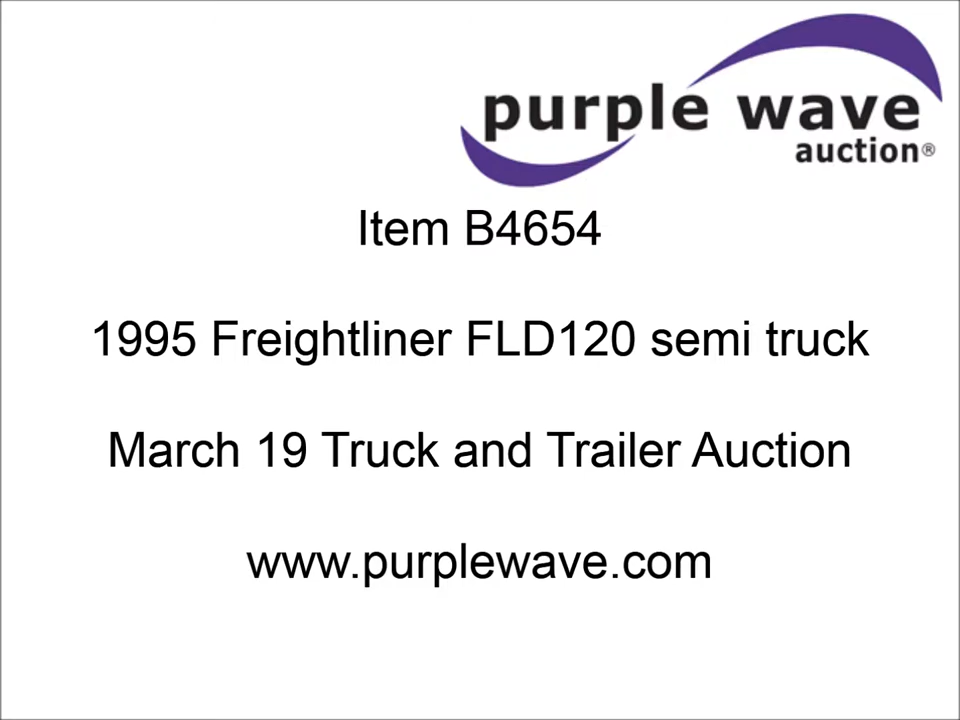 purple wave
auction®
Item B4654
1995 Freightliner FLD120 semi truck
March 19 Truck and Trailer Auction
www.purplewave.com